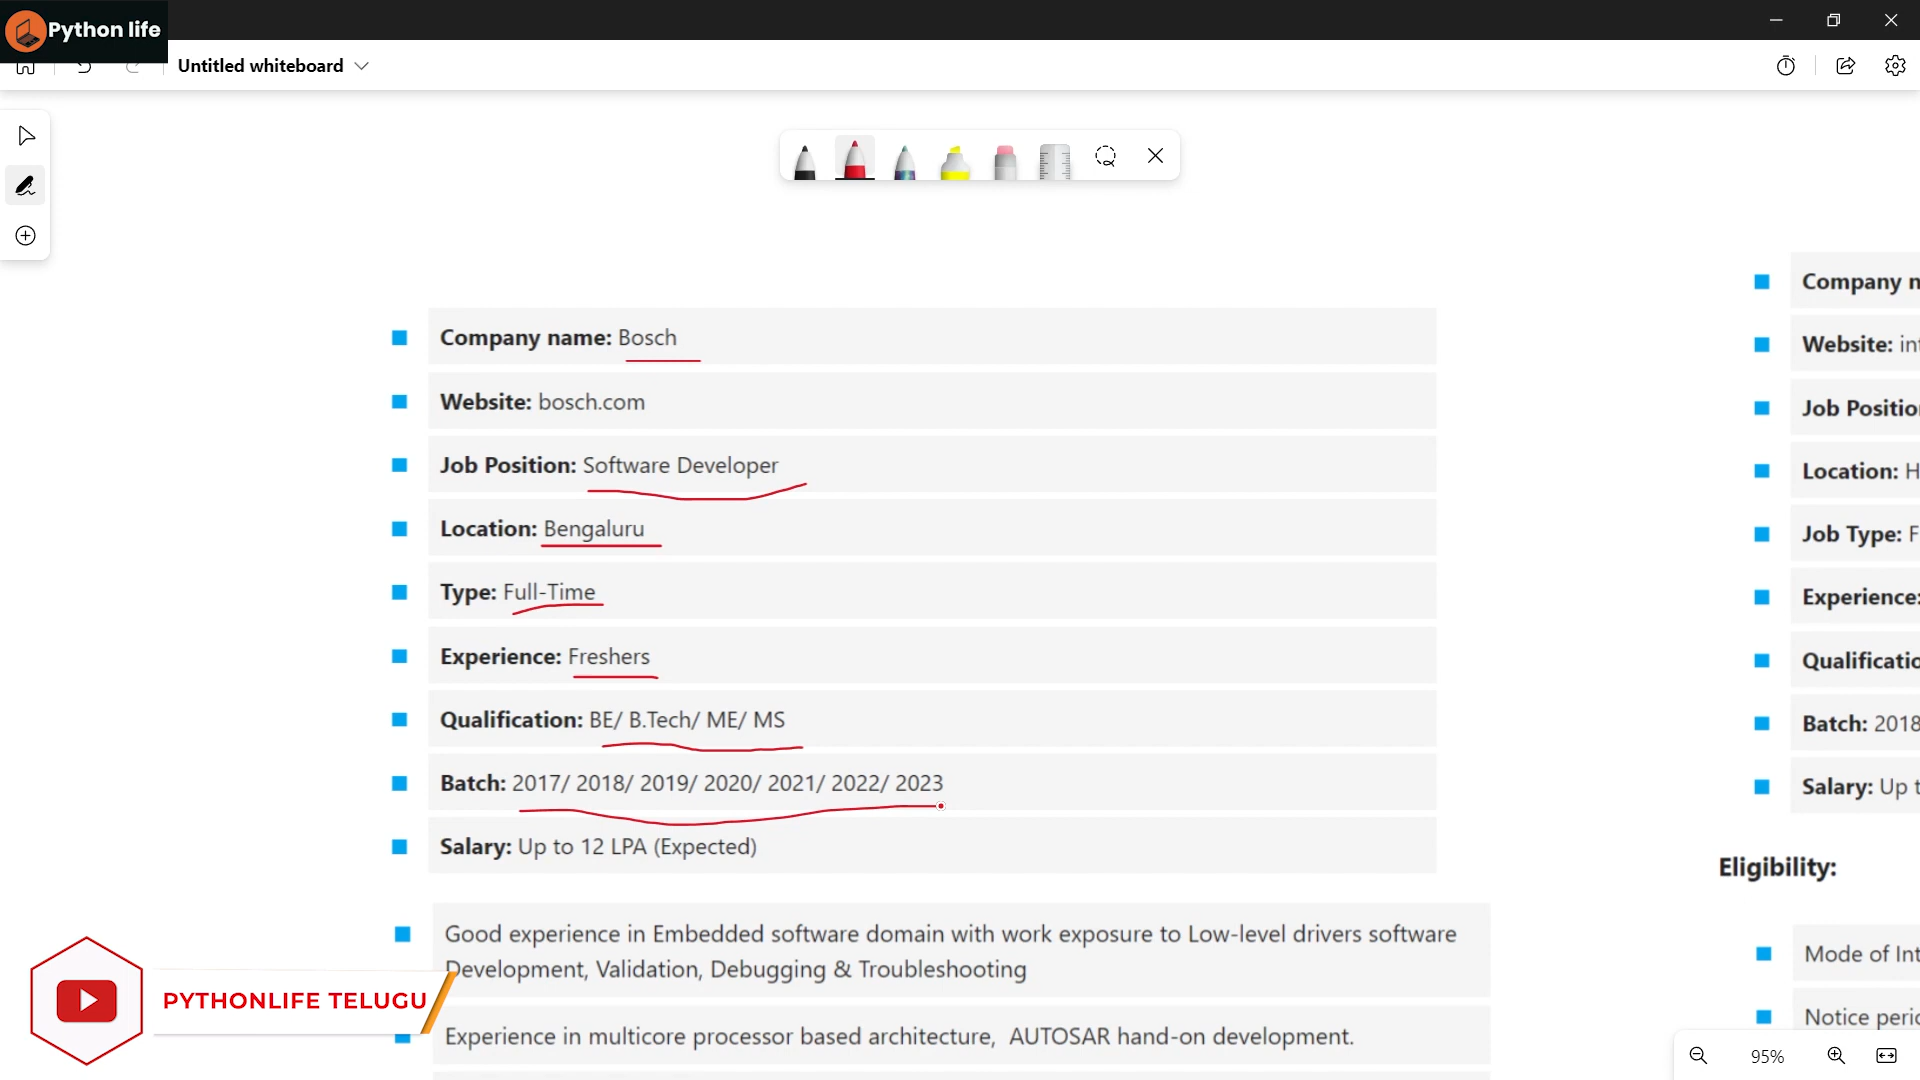 Python life
Untitled whiteboard
Company name: Bosch
Website: bosch.com
Job Position: Software Developer
Location: Bengaluru
Type: Full-Time
Experience: Freshers
Qualification: BE/ B.Tech/ ME/ MS
Batch: 2017/ 2018/ 2019/ 2020/ 2021/ 2022/ 2023
Salary: Up to 12 LPA (Expected)
Good experience in Embedded software domain with work exposure to Low-level drivers software
Development, Validation, Debugging & Troubleshooting
Experience in multicore processor based architecture, AUTOSAR hand-on development.
Company n
Website: int
Job Position
Location: H
Job Type: F
Experience:
Qualificatio
Batch: 2018
Salary: Up t
Eligibility:
Mode of Int
Notice peric
PYTHONLIFE TELUGU
95%